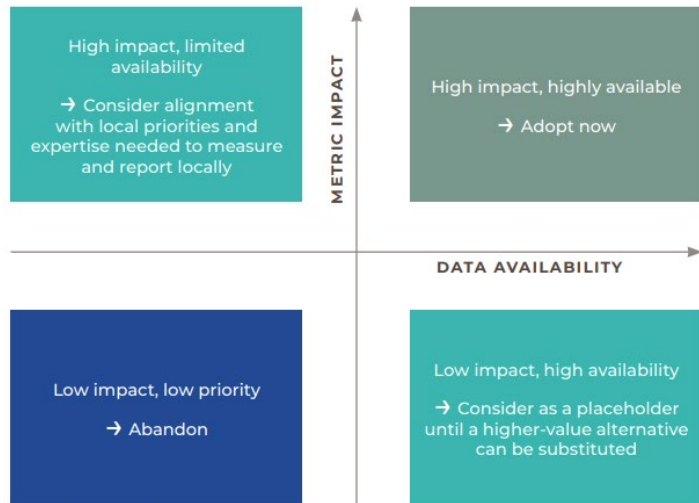 High impact, limited
availability
→ Consider alignment
with local priorities and
expertise needed to measure
and report locally
METRIC IMPACT
High impact, highly available
→ Adopt now
DATA AVAILABILITY
Low impact, low priority
→ Abandon
Low impact, high availability
→ Consider as a placeholder
until a higher-value alternative
can be substituted